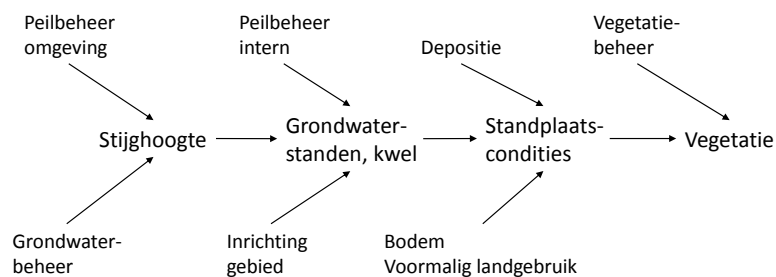 Peilbeheer
omgeving
Peilbeheer
intern
Depositie
Vegetatie-
beheer
Stijghoogte
Grondwater-
standen, kwel
Standplaats-
condities
Vegetatie
Grondwater-
beheer
Inrichting
gebied
Bodem
Voormalig landgebruik